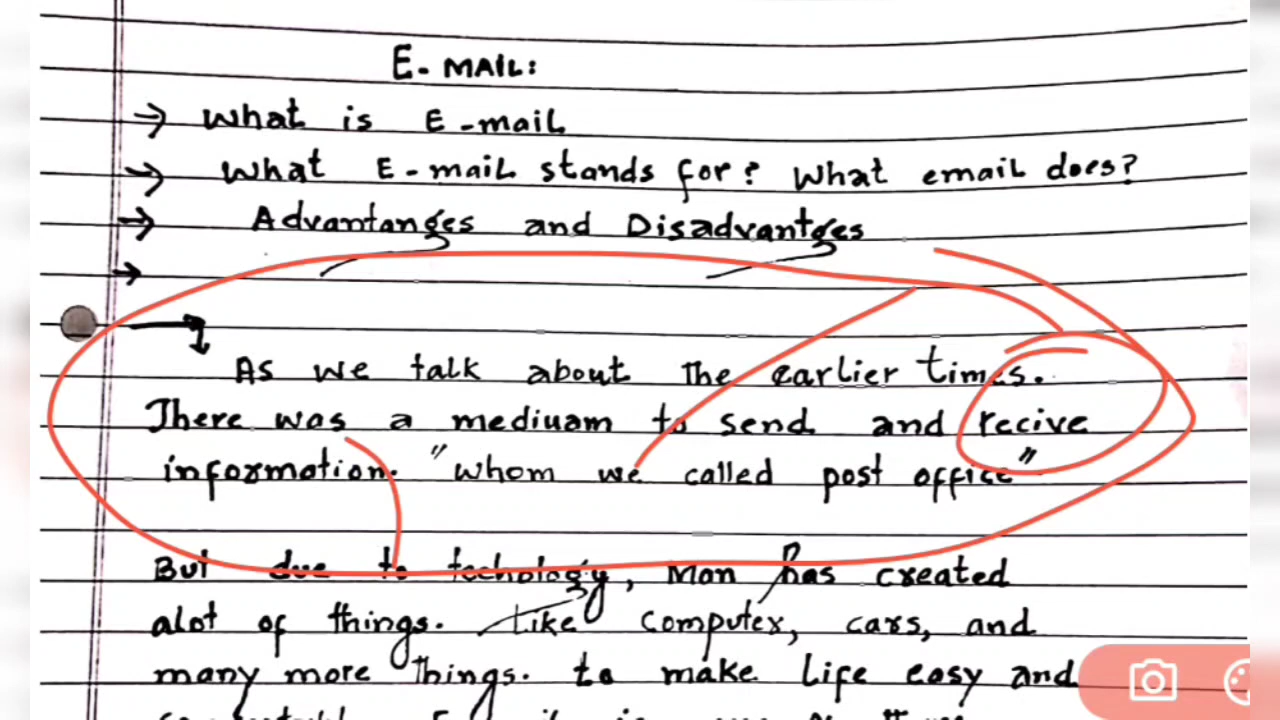 E-MAIL:
→ What is E-mail
→ What E-mail stands for? What email does?
→ Advantanges and Disadvantges
→
As we talk about the earlier times.
There was a mediuam to send and recive
information. "whom we called post office"
But due to techology, Man has created
alot of things. Like computer, cars, and
many more things. to make life easy and